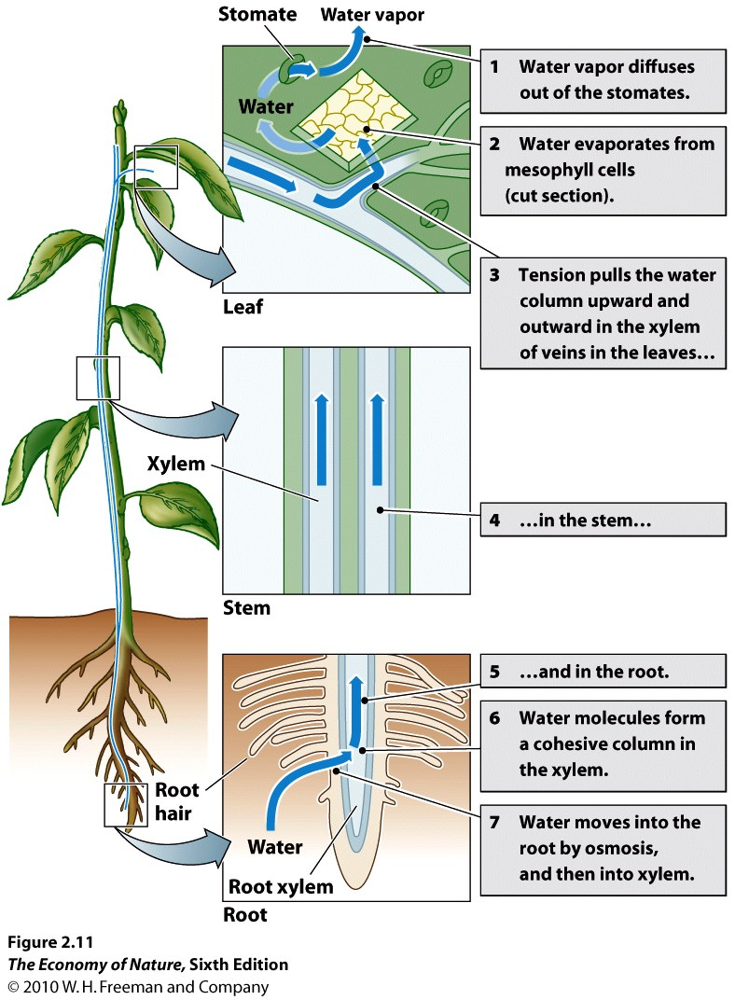 Stomate
Water vapor
1 Water vapor diffuses
out of the stomates.
Water
2 Water evaporates from
mesophyll cells
(cut section).
3 Tension pulls the water
column upward and
outward in the xylem
of veins in the leaves...
Leaf
Xylem
4 ...in the stem...
Stem
5 ...and in the root.
6 Water molecules form
a cohesive column in
the xylem.
Root
hair
7 Water moves into the
root by osmosis,
and then into xylem.
Water
Root xylem
Root
Figure 2.11
The Economy of Nature, Sixth Edition
© 2010 W. H. Freeman and Company